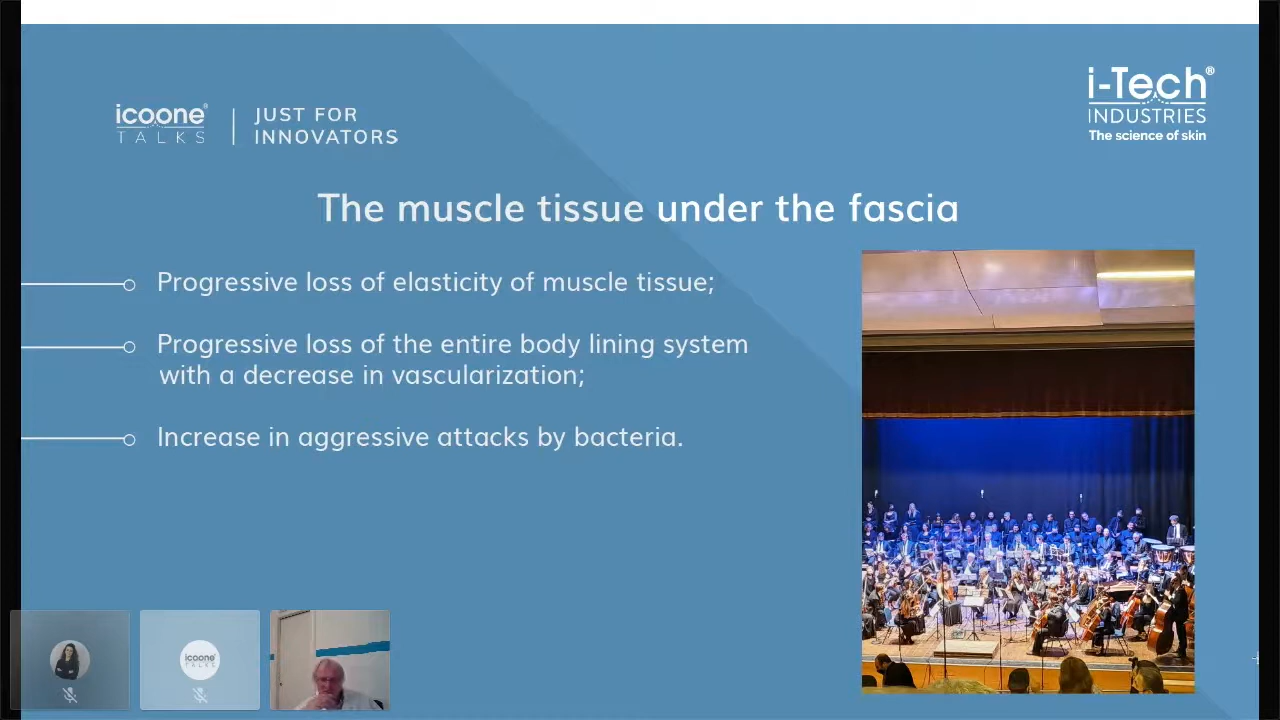 icoone®
TALKS
JUST FOR
INNOVATORS
i-Tech®
INDUSTRIES
The science of skin
The muscle tissue under the fascia
Progressive loss of elasticity of muscle tissue;
Progressive loss of the entire body lining system
with a decrease in vascularization;
Increase in aggressive attacks by bacteria.
icoone
TALKS